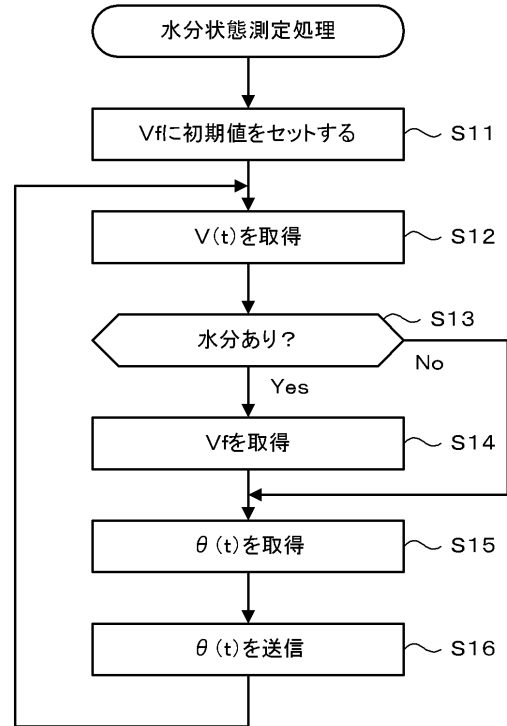 水分状態測定処理
Vfに初期値をセットする
S11
V(t)を取得
S12
水分あり?
S13
No
Yes
Vfを取得
S14
θ(t)を取得
S15
θ(t)を送信
S16